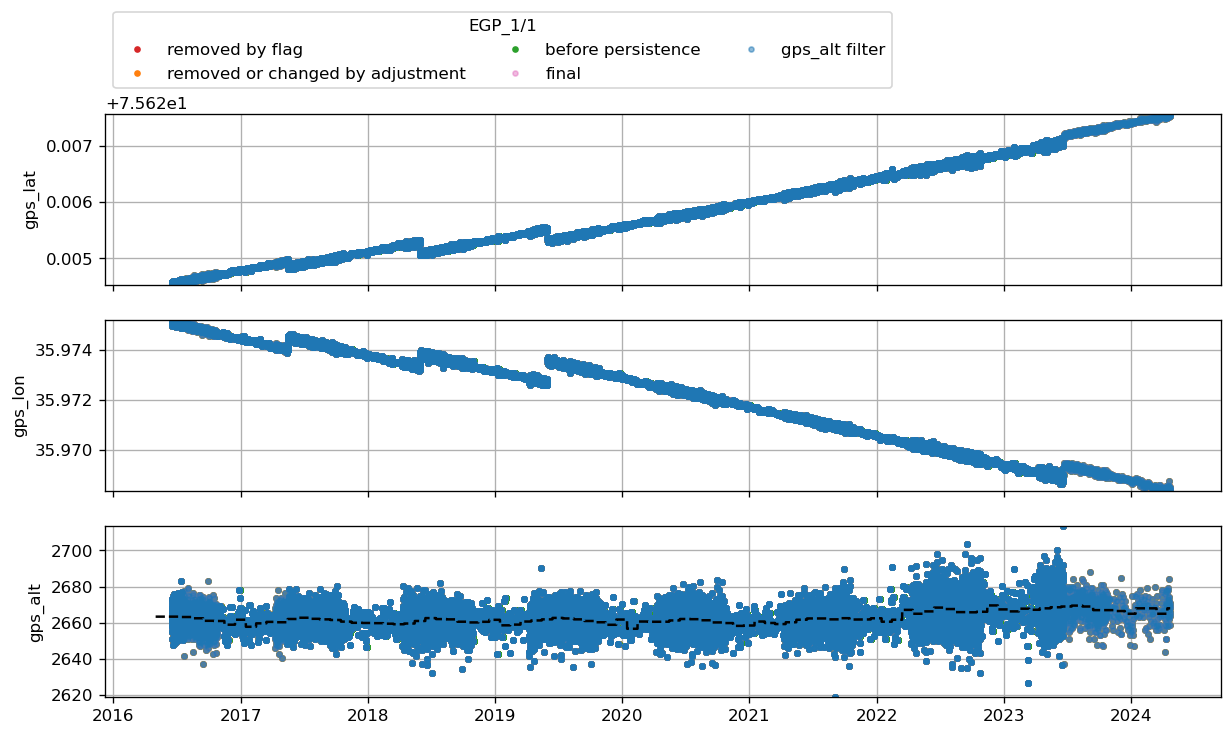 EGP_1/1
removed by flag
before persistence
gps_alt filter
removed or changed by adjustment
final
+7.562e1
0.007
0.006
0.005
gps_lat
35.974
35.972
35.970
gps_lon
2700
2680
2660
2640
2620
gps_alt
2016 2017 2018 2019 2020 2021 2022 2023 2024